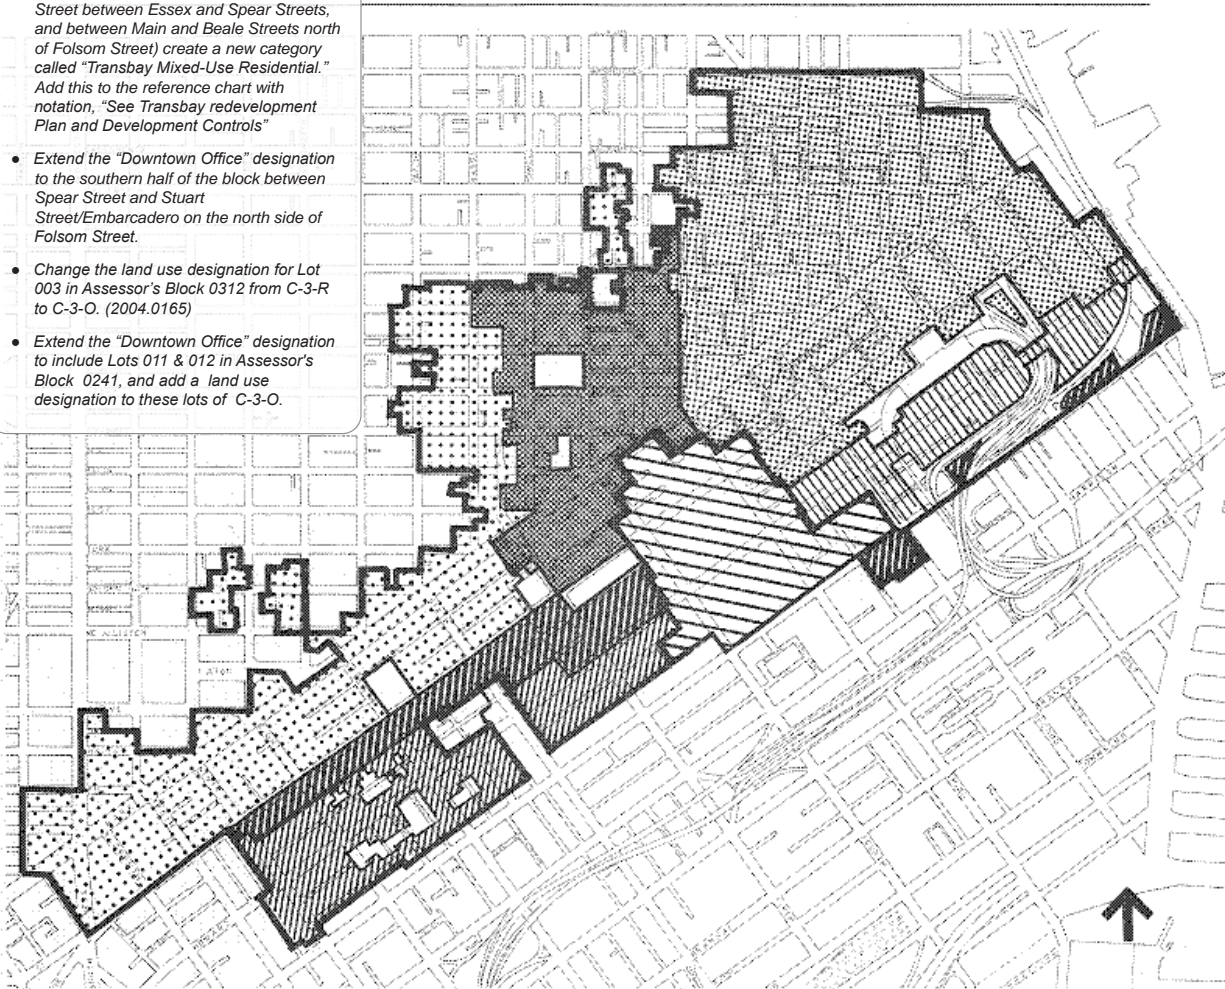 Street between Essex and Spear Streets,
and between Main and Beale Streets north
of Folsom Street) create a new category
called “Transbay Mixed-Use Residential.”
Add this to the reference chart with
notation, “See Transbay redevelopment
Plan and Development Controls”
● Extend the “Downtown Office” designation
to the southern half of the block between
Spear Street and Stuart
Street/Embarcadero on the north side of
Folsom Street.
● Change the land use designation for Lot
003 in Assessor’s Block 0312 from C-3-R
to C-3-O. (2004.0165)
● Extend the “Downtown Office” designation
to include Lots 011 & 012 in Assessor's
Block 0241, and add a land use
designation to these lots of C-3-O.